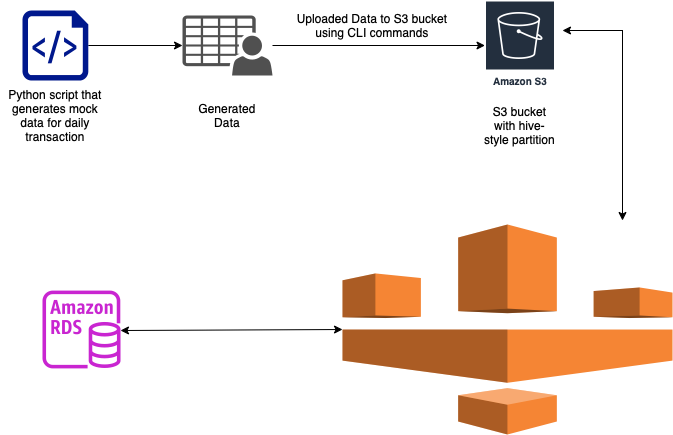 Uploaded Data to S3 bucket
using CLI commands
</>
Amazon S3
Python script that
generates mock
data for daily
transaction
Generated
Data
S3 bucket
with hive-
style partition
Amazon
RDS